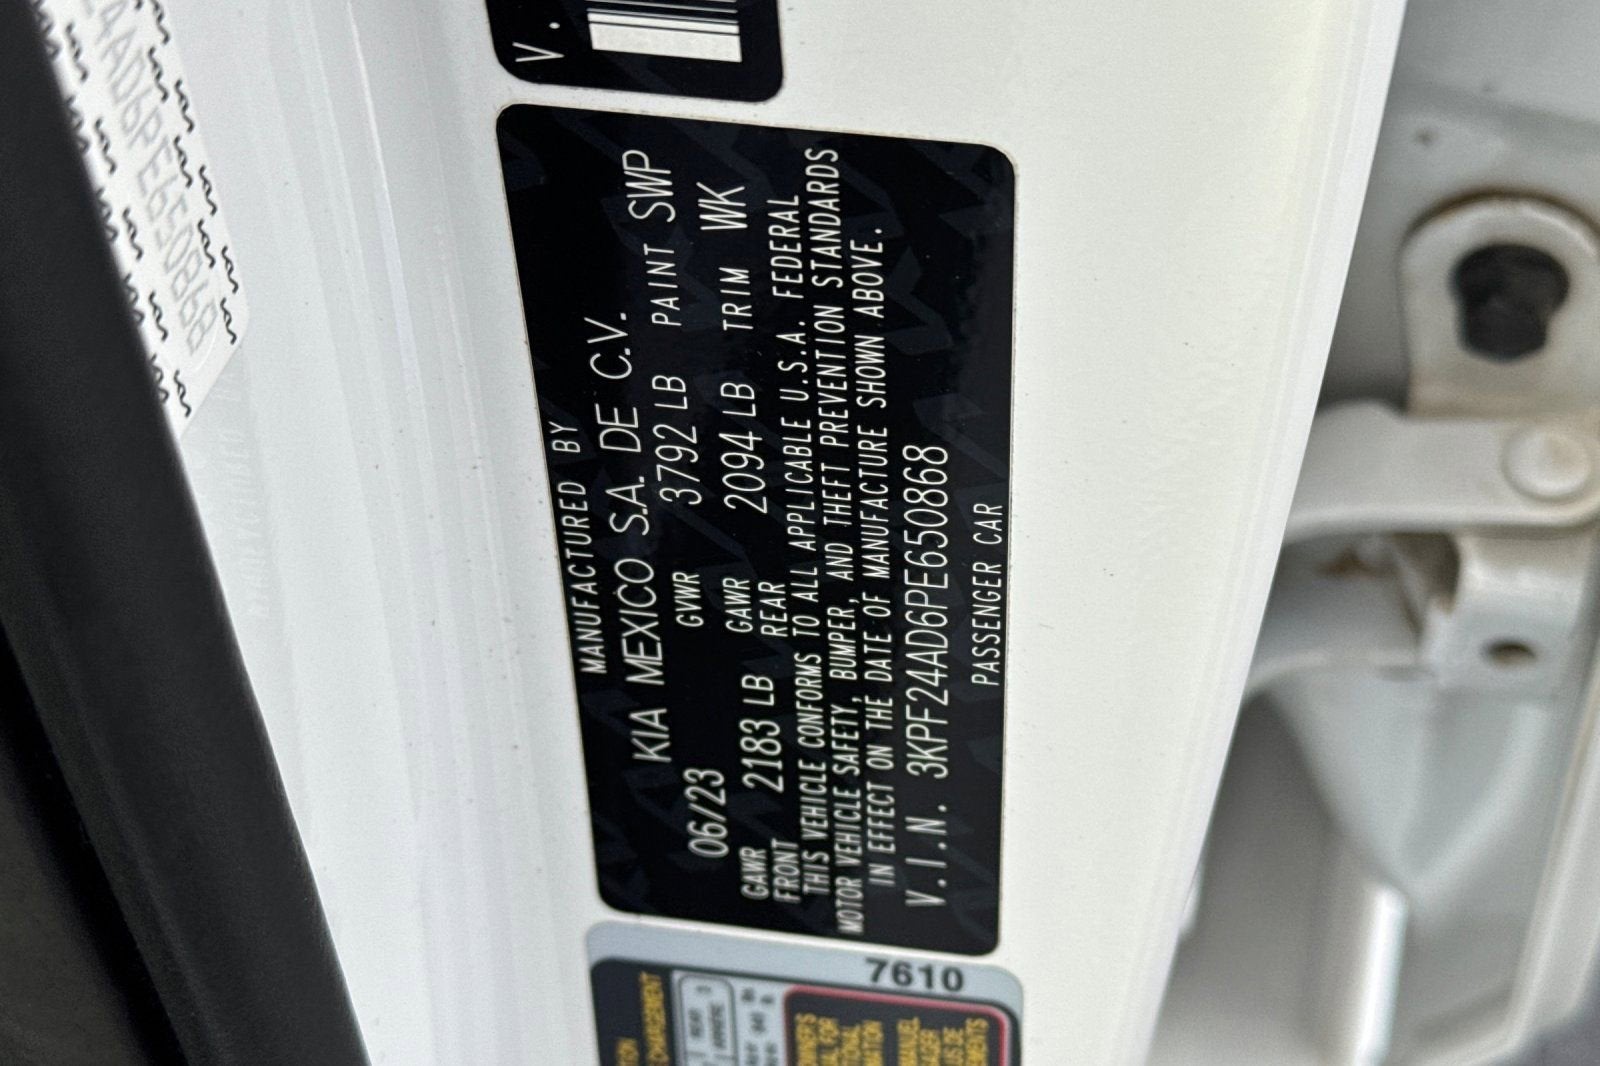 V.
MANUFACTURED BY
KIA MEXICO S.A. DE C.V.
06/23 GVWR 3792 LB PAINT SWP
GAWR FRONT 2183 LB GAWR REAR 2094 LB TRIM WK
THIS VEHICLE CONFORMS TO ALL APPLICABLE U.S.A. FEDERAL
MOTOR VEHICLE SAFETY, BUMPER, AND THEFT PREVENTION STANDARDS
IN EFFECT ON THE DATE OF MANUFACTURE SHOWN ABOVE.
V.I.N. 3KPF24AD6PE650868
PASSENGER CAR
4AD6PE650868
7610